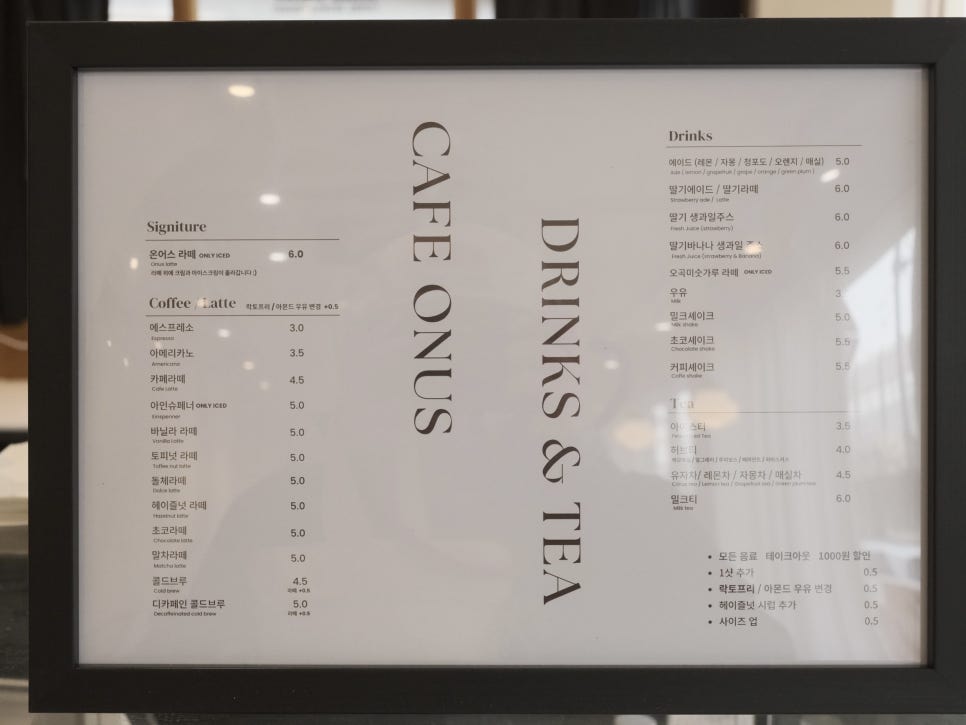 CAFE ONUS
DRINKS & TEA
Signiture
온어스 라떼 ONLY ICED 6.0
Onus latte
라떼 위에 크림과 아이스크림이 올라갑니다 :)
Coffee / Latte 락토프리 / 아몬드 우유 변경 +0.5
에스프레소 3.0
Espresso
아메리카노 3.5
Americano
카페라떼 4.5
Cafe Latte
아인슈페너 ONLY ICED 5.0
Einspenner
바닐라 라떼 5.0
Vanilla latte
토피넛 라떼 5.0
Toffee nut latte
돌체라떼 5.0
Dolce latte
헤이즐넛 라떼 5.0
Hazelnut latte
초코라떼 5.0
Chocolate latte
말차라떼 5.0
Matcha latte
콜드브루 4.5
Cold brew 라떼 +0.5
디카페인 콜드브루 5.0
Decaffeinated cold brew 라떼 +0.5
Drinks
에이드 (레몬 / 자몽 / 청포도 / 오렌지 / 매실) 5.0
Ade ( lemon / grapefruit / grape / orange / green plum )
딸기에이드 / 딸기라떼 6.0
Strawberry ade / Latte
딸기 생과일주스 6.0
Fresh Juice (strawberry)
딸기바나나 생과일 6.0
Fresh Juice (strawberry & Banana)
오곡미숫가루 라떼 ONLY ICED 5.5
우유
Milk
밀크셰이크 5.0
Milk shake
초코셰이크 5.5
Chocolate shake
커피셰이크 5.5
Coffe shake
Tea
아이스티 3.5
Tea
허브티 4.0
유자차/ 레몬차 / 자몽차 / 매실차 4.5
Citrus tea / Lemon tea / Grapefruit tea / Green plum tea
밀크티 6.0
Milk tea
• 모든 음료 테이크아웃 1000원 할인
• 1샷 추가 0.5
• 락토프리 / 아몬드 우유 변경 0.5
• 헤이즐넛 시럽 추가 0.5
• 사이즈 업 0.5